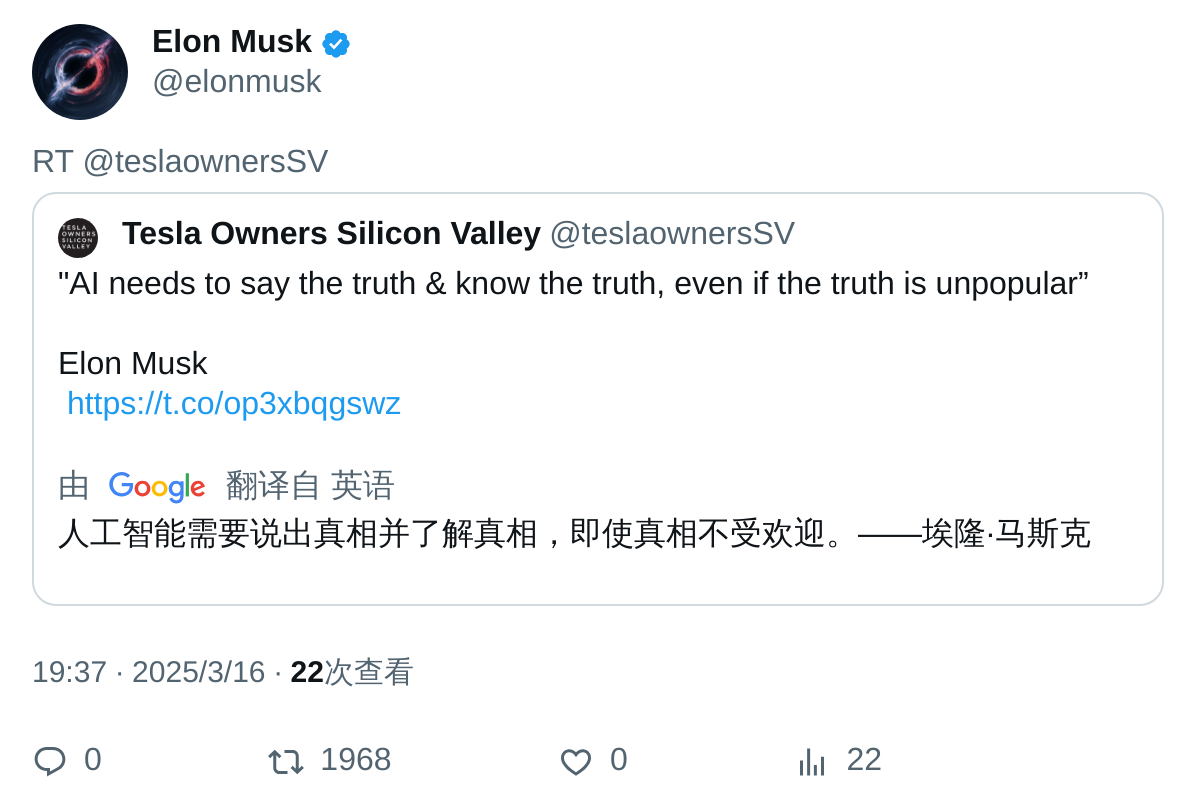 Elon Musk
@elonmusk
RT @teslaownersSV
TESLA
OWNERS
SILICON
VALLEY
Tesla Owners Silicon Valley @teslaownersSV
"AI needs to say the truth & know the truth, even if the truth is unpopular”
Elon Musk
https://t.co/op3xbqgswz
由 Google 翻译自 英语
人工智能需要说出真相并了解真相，即使真相不受欢迎。——埃隆·马斯克
19:37 · 2025/3/16 · 22次查看
0 1968 0 22